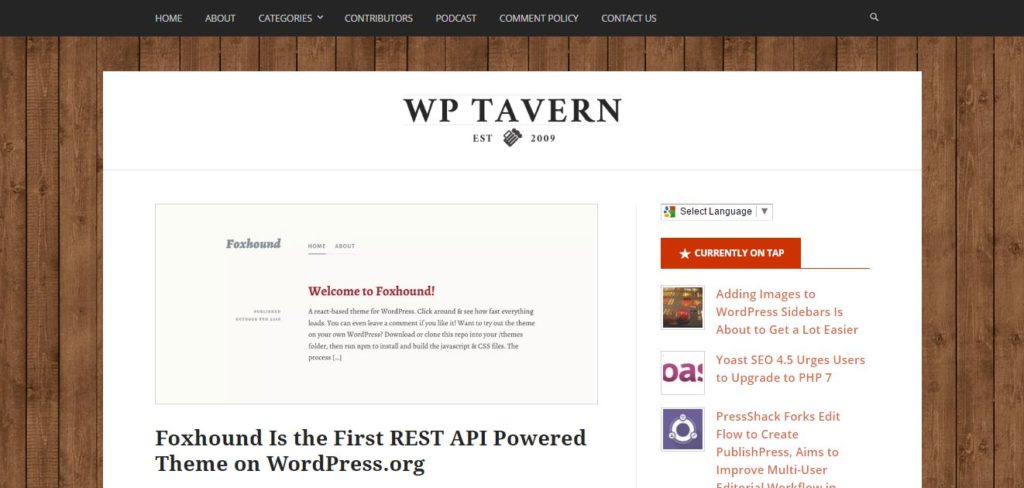 HOME ABOUT CATEGORIES CONTRIBUTORS PODCAST COMMENT POLICY CONTACT US
WP TAVERN
EST 2009
Foxhound
HOME ABOUT
Welcome to Foxhound!
PUBLISHED
OCTOBER 8TH 2016
A react-based theme for WordPress. Click around & see how fast everything
loads. You can even leave a comment if you like it! Want to try out the theme
on your own WordPress? Download or clone this repo into your /themes
folder, then run npm to install and build the javascript & CSS files. The
process [...]
Foxhound Is the First REST API Powered
Theme on WordPress.org
Select Language
CURRENTLY ON TAP
Adding Images to
WordPress Sidebars Is
About to Get a Lot Easier
oas
Yoast SEO 4.5 Urges Users
to Upgrade to PHP 7
PressShack Forks Edit
Flow to Create
PublishPress, Aims to
Improve Multi-User
Editorial Workflow in